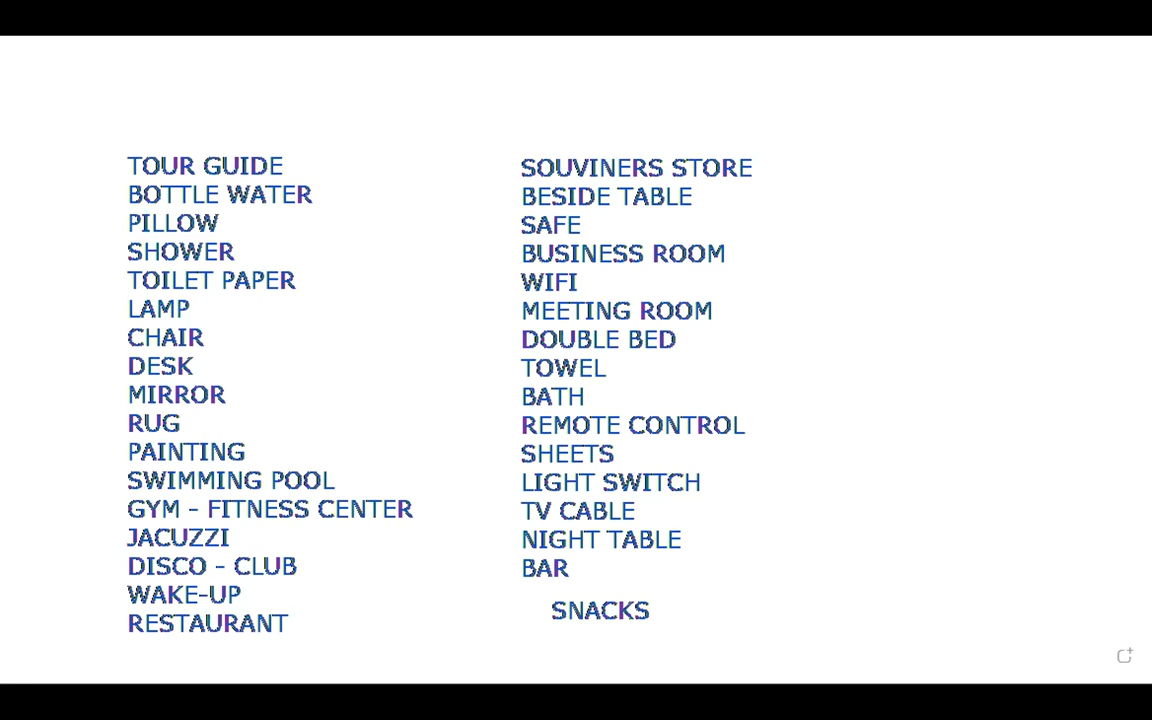 TOUR GUIDE
BOTTLE WATER
PILLOW
SHOWER
TOILET PAPER
LAMP
CHAIR
DESK
MIRROR
RUG
PAINTING
SWIMMING POOL
GYM - FITNESS CENTER
JACUZZI
DISCO - CLUB
WAKE-UP
RESTAURANT
SOUVINERS STORE
BESIDE TABLE
SAFE
BUSINESS ROOM
WIFI
MEETING ROOM
DOUBLE BED
TOWEL
BATH
REMOTE CONTROL
SHEETS
LIGHT SWITCH
TV CABLE
NIGHT TABLE
BAR
SNACKS